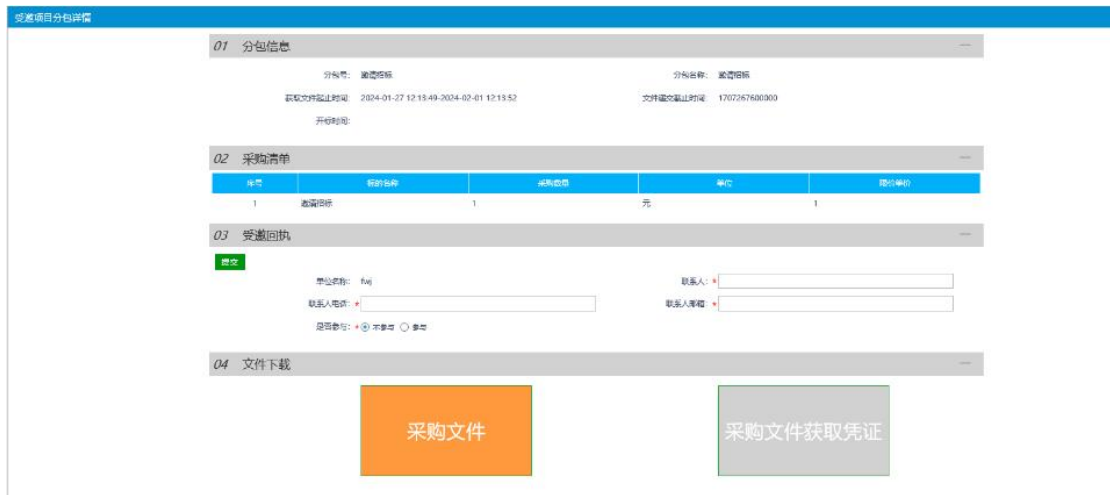 受邀项目分包详情
01 分包信息
分包号: 邀请招标 分包名称: 邀请招标
获取文件起止时间: 2024-01-27 12:13:49-2024-02-01 12:13:52 文件递交截止时间: 1707267600000
开标时间:
02 采购清单
序号 标的名称 采购数量 单位 限价单价
1 邀请招标 1 元 1
03 受邀回执
提交
单位名称: fwj 联系人: *
联系人电话: * 联系人邮箱: *
是否参与: * 不参与 参与
04 文件下载
采购文件 采购文件获取凭证